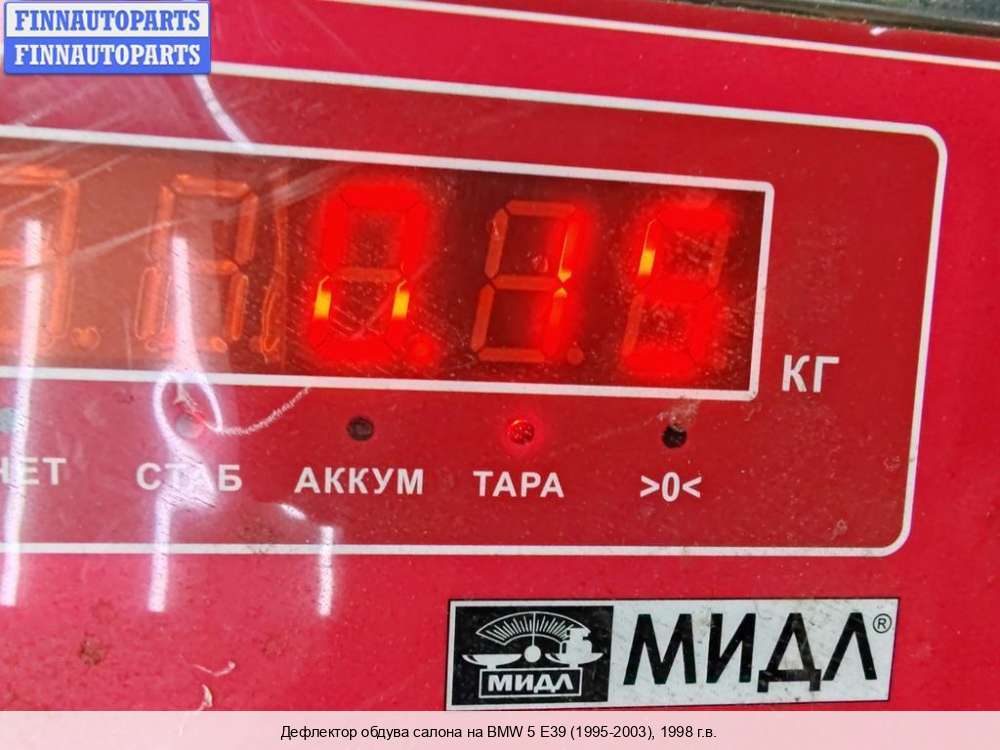 FINNAUTOPARTS
FINNAUTOPARTS
0.15
КГ
СТАБ
АККУМ
ТАРА
>0<
МИДЛ
МИДЛ®
Дефлектор обдува салона на BMW 5 E39 (1995-2003), 1998 г.в.